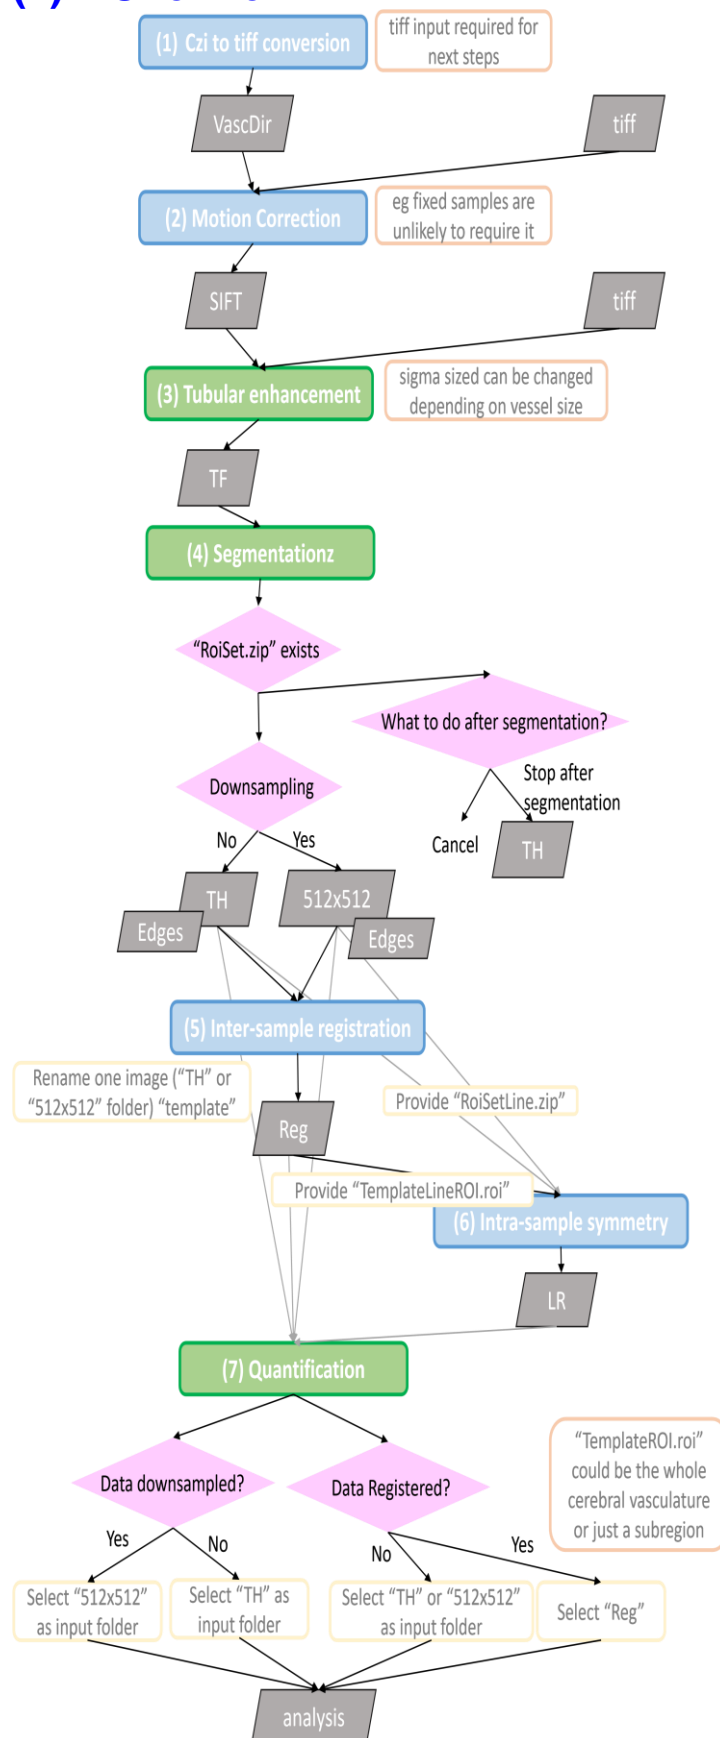 (1) Czi to tiff conversion
tiff input required for
next steps
VascDir
tiff
(2) Motion Correction
eg fixed samples are
unlikely to require it
SIFT
tiff
(3) Tubular enhancement
sigma sized can be changed
depending on vessel size
TF
(4) Segmentationz
“RoiSet.zip” exists
What to do after segmentation?
Downsampling
Stop after
segmentation
No
Yes
Cancel
TH
TH
512x512
Edges
Edges
(5) Inter-sample registration
Rename one image (“TH” or
“512x512” folder) “template”
Provide “RoiSetLine.zip”
Reg
Provide “TemplateLineROI.roi”
(6) Intra-sample symmetry
LR
(7) Quantification
“TemplateROI.roi”
could be the whole
cerebral vasculature
or just a subregion
Data downsampled?
Data Registered?
Yes
No
No
Yes
Select “512x512”
as input folder
Select “TH” as
input folder
Select “TH” or “512x512”
as input folder
Select “Reg”
analysis